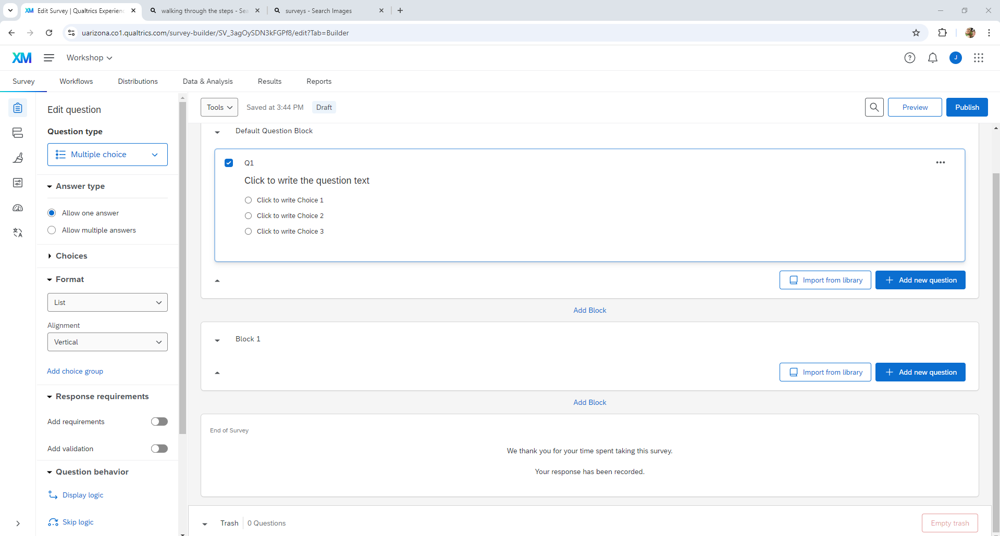 XM Edit Survey | Qualtrics Experienc
walking through the steps - Sea
surveys - Search Images
uarizona.co1.qualtrics.com/survey-builder/SV_3agOySDN3kFGPf8/edit?Tab=Builder
XM
Workshop
J
Survey
Workflows
Distributions
Data & Analysis
Results
Reports
Edit question
Question type
Multiple choice
Answer type
Allow one answer
Allow multiple answers
Choices
Format
List
Alignment
Vertical
Add choice group
Response requirements
Add requirements
Add validation
Question behavior
Display logic
Skip logic
Tools
Saved at 3:44 PM
Draft
Preview
Publish
Default Question Block
Q1
Click to write the question text
Click to write Choice 1
Click to write Choice 2
Click to write Choice 3
Import from library
Add new question
Add Block
Block 1
Import from library
Add new question
Add Block
End of Survey
We thank you for your time spent taking this survey.
Your response has been recorded.
Trash
0 Questions
Empty trash